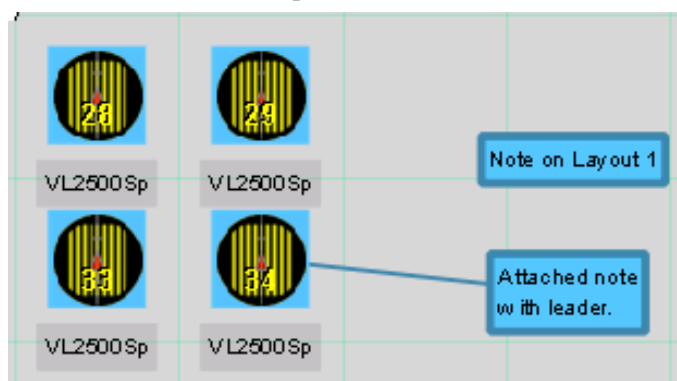 28
29
Note on Layout 1
VL2500Sp
VL2500Sp
33
34
Attached note
with leader.
VL2500Sp
VL2500Sp